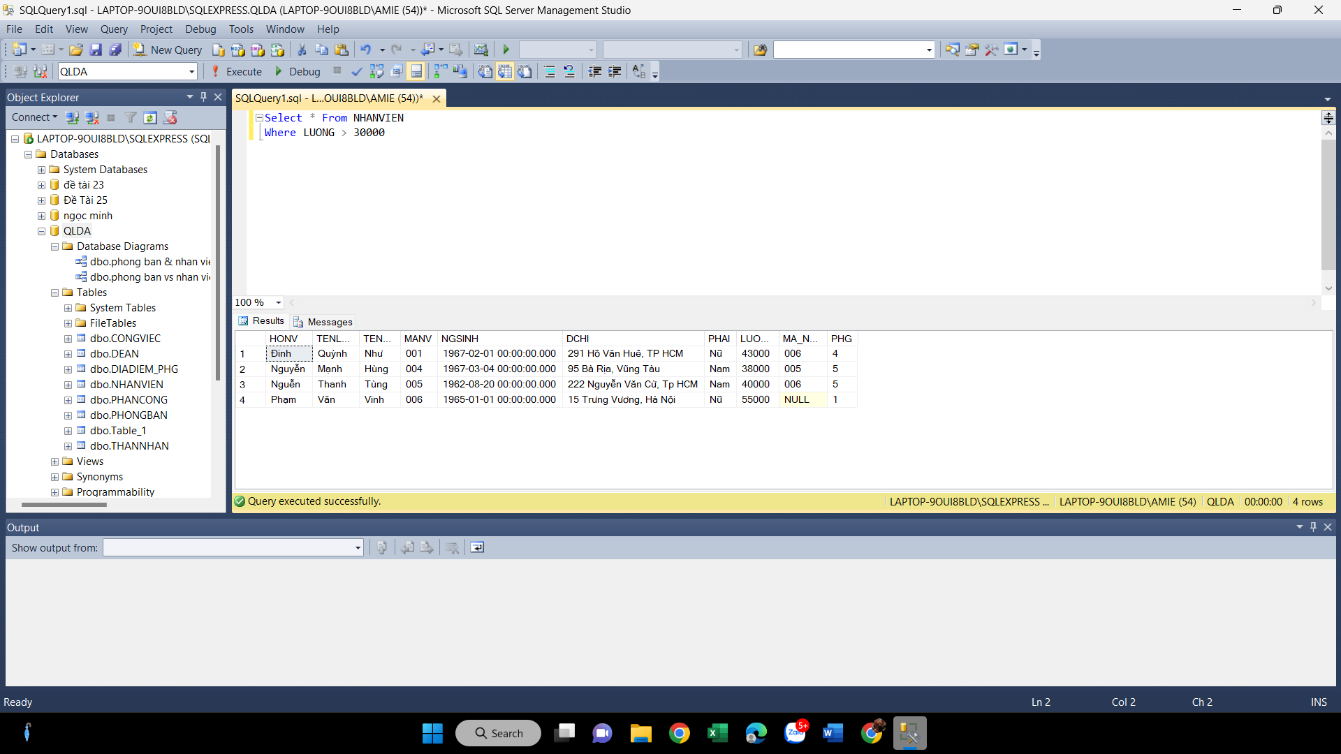 SQLQuery1.sql - LAPTOP-9OUI8BLD\SQLEXPRESS.QLDA (LAPTOP-9OUI8BLD\AMIE (54))* - Microsoft SQL Server Management Studio
File Edit View Query Project Debug Tools Window Help
New Query
QLDA Execute Debug
Object Explorer
Connect
LAPTOP-9OUI8BLD\SQLEXPRESS (SQL
Databases
System Databases
đề tài 23
Đề Tài 25
ngọc minh
QLDA
Database Diagrams
dbo.phong ban & nhan vi
dbo.phong ban vs nhan vi
Tables
System Tables
FileTables
dbo.CONGVIEC
dbo.DEAN
dbo.DIADIEM_PHG
dbo.NHANVIEN
dbo.PHANCONG
dbo.PHONGBAN
dbo.Table_1
dbo.THANNHAN
Views
Synonyms
Programmability
SQLQuery1.sql - L...OUI8BLD\AMIE (54))*
Select * From NHANVIEN
Where LUONG > 30000
100 %
Results Messages
HONV TENL... TEN... MANV NGSINH DCHI PHAI LUO... MA_N... PHG
1 Đinh Quỳnh Như 001 1967-02-01 00:00:00.000 291 Hồ Văn Huê, TP HCM Nữ 43000 006 4
2 Nguyễn Mạnh Hùng 004 1967-03-04 00:00:00.000 95 Bà Rịa, Vũng Tàu Nam 38000 005 5
3 Nguễn Thanh Tùng 005 1962-08-20 00:00:00.000 222 Nguyễn Văn Cừ, Tp HCM Nam 40000 006 5
4 Phạm Văn Vinh 006 1965-01-01 00:00:00.000 15 Trưng Vương, Hà Nội Nữ 55000 NULL 1
Query executed successfully. LAPTOP-9OUI8BLD\SQLEXPRESS ... LAPTOP-9OUI8BLD\AMIE (54) QLDA 00:00:00 4 rows
Output
Show output from:
Ready Ln 2 Col 2 Ch 2 INS
Search
5+
Zalo